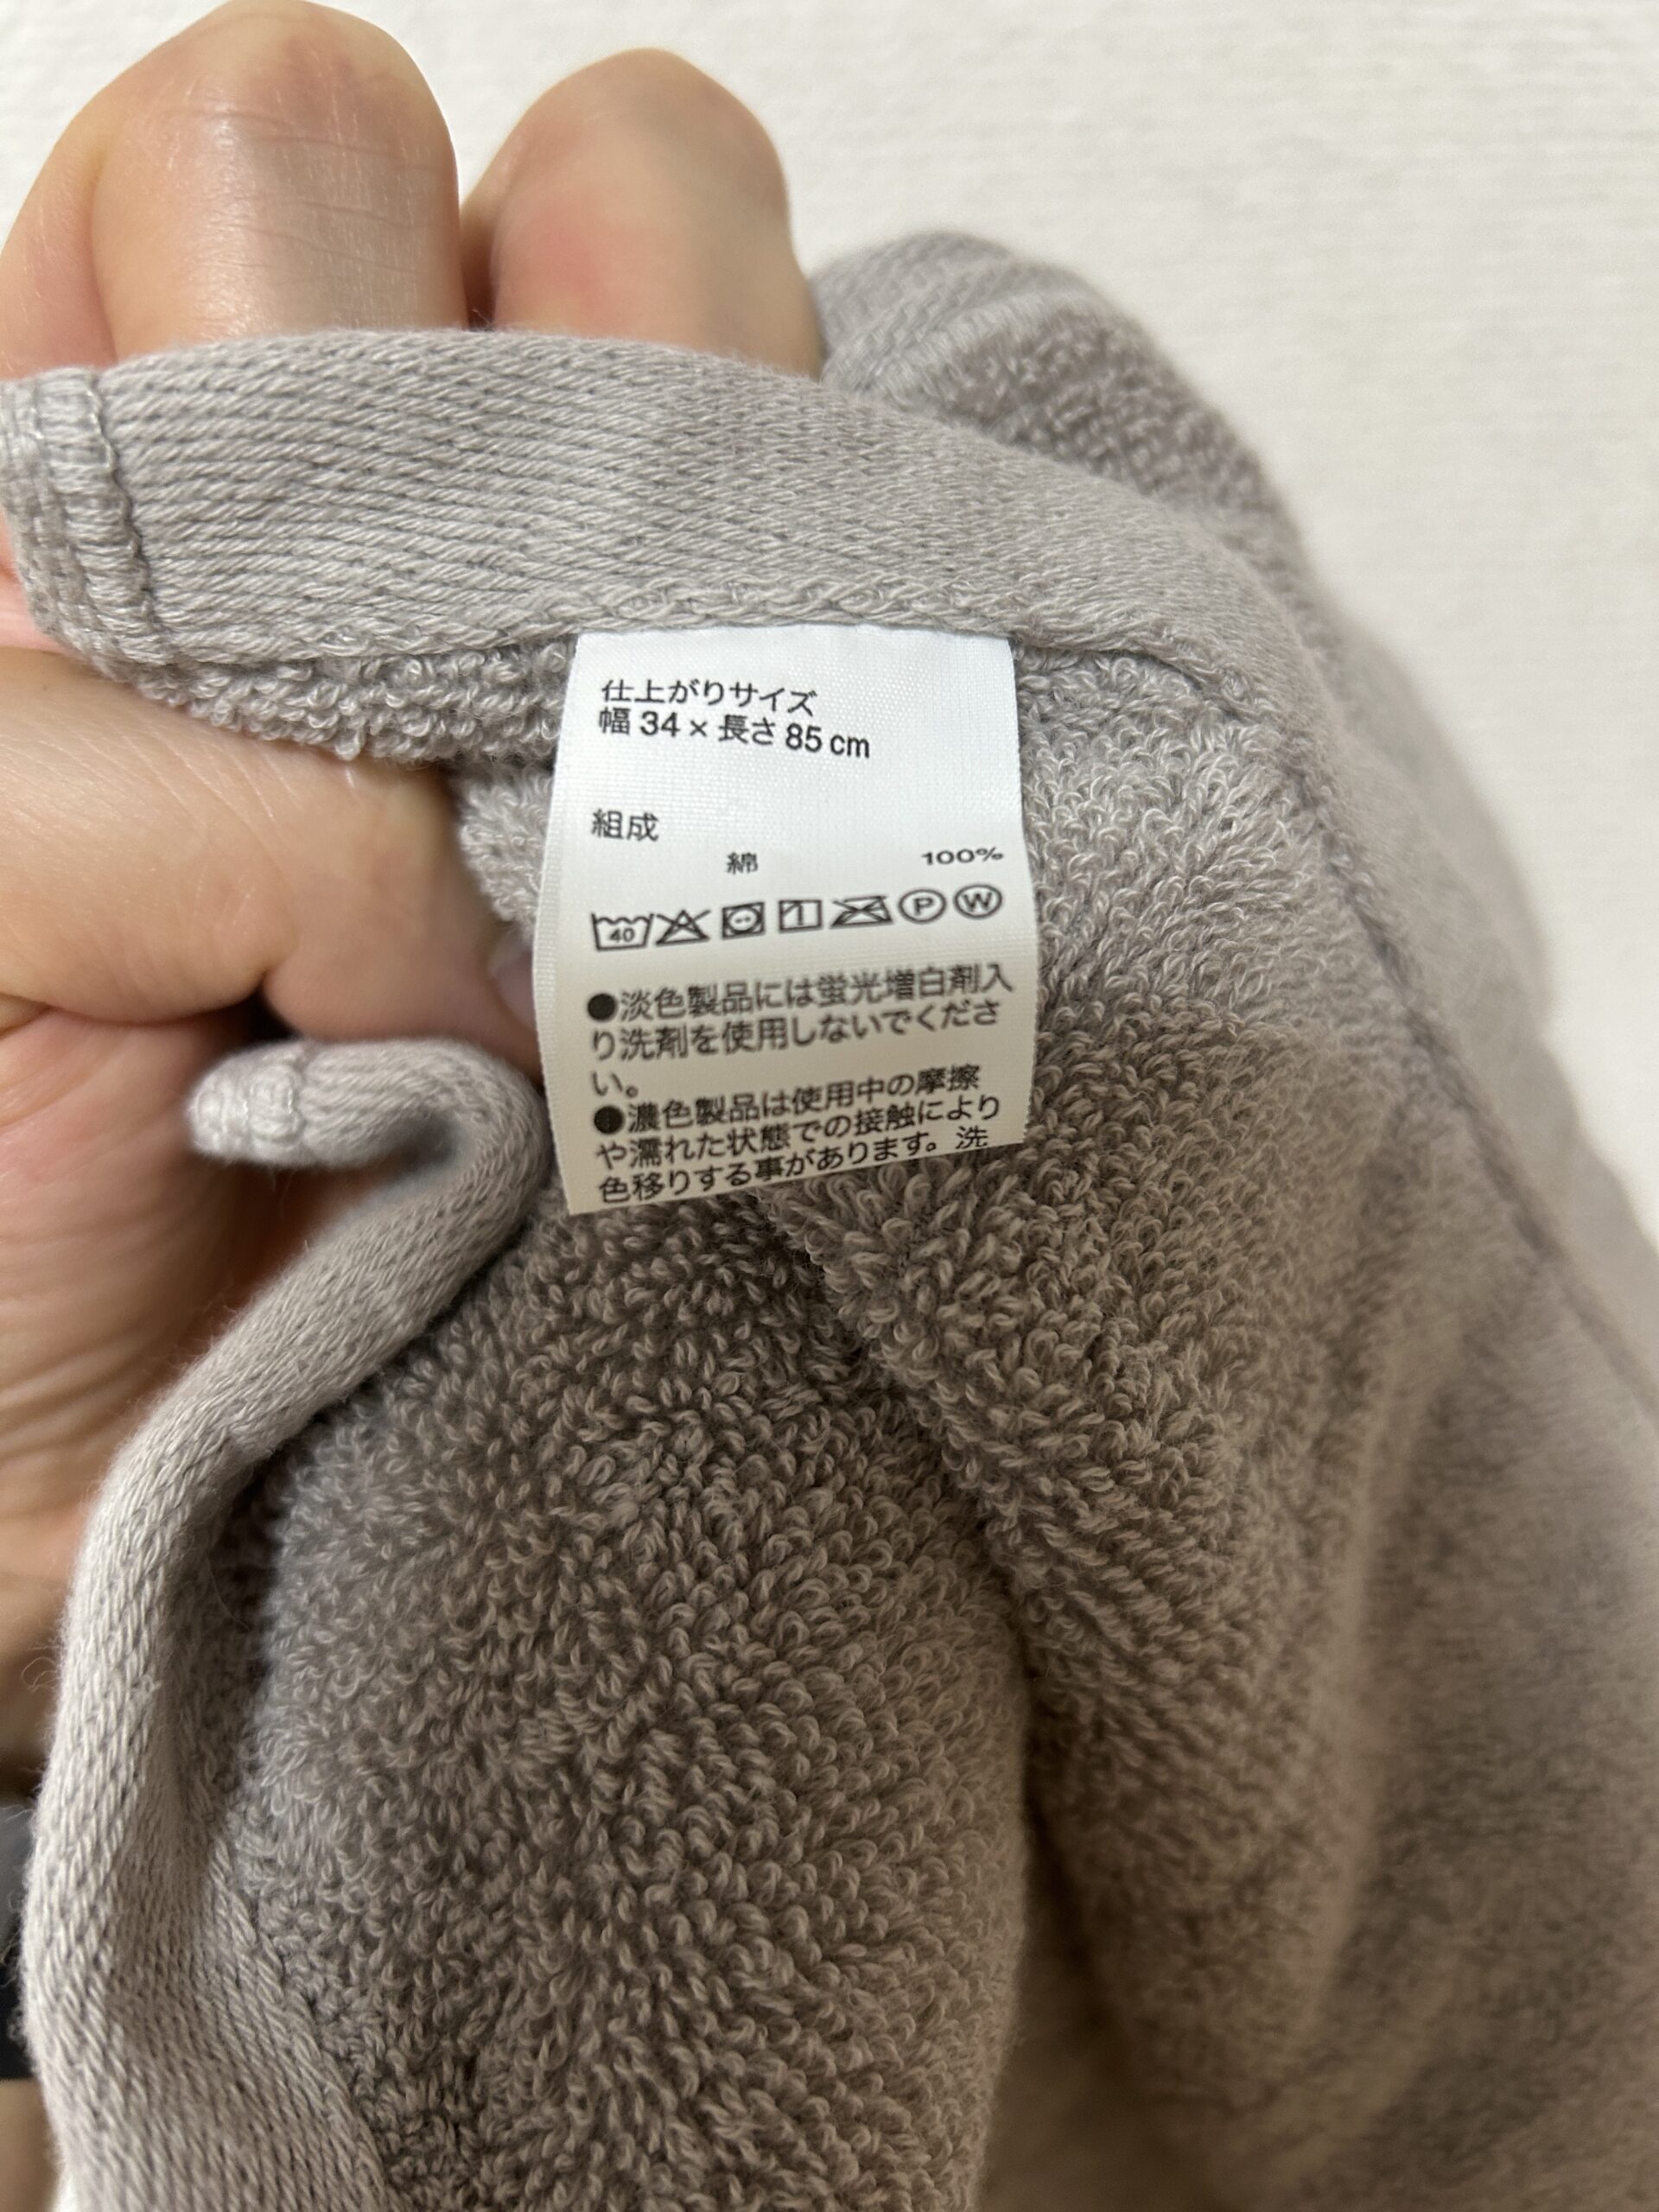 仕上がりサイズ
幅 34 × 長さ 85 cm
組成
綿 100%
40 P W
●淡色製品には蛍光増白剤入
り洗剤を使用しないでくださ
い。
●濃色製品は使用中の摩擦
や濡れた状態での接触により
色移りする事があります。洗